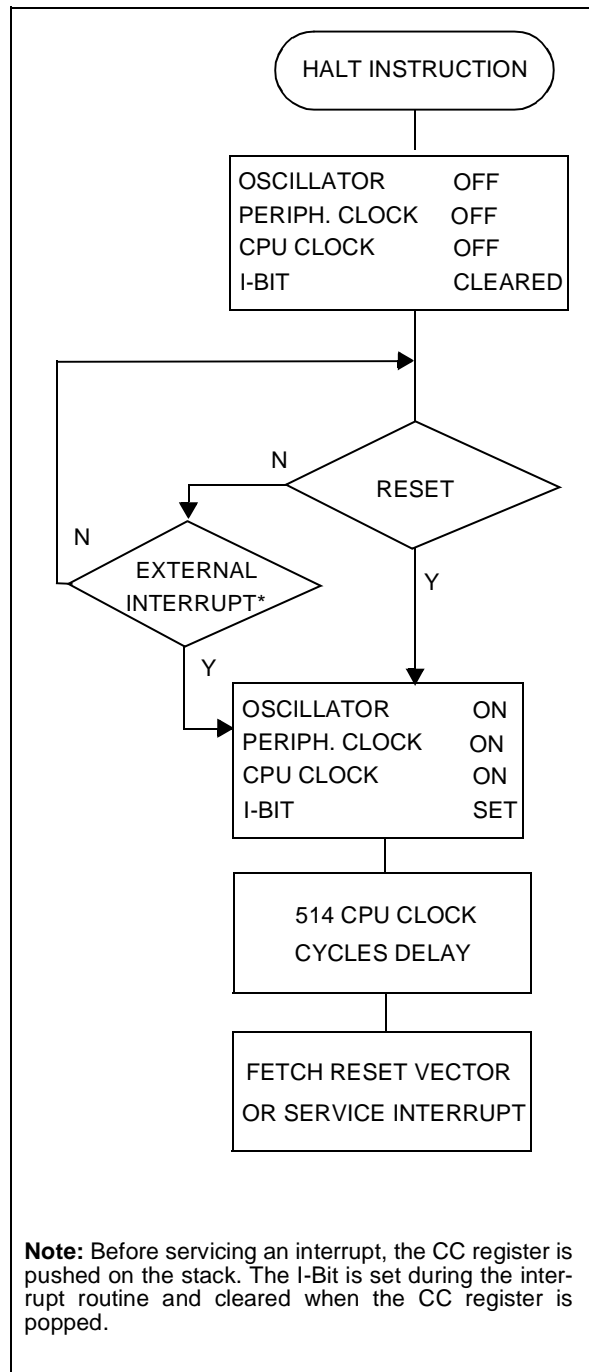 HALT INSTRUCTION
OSCILLATOR OFF
PERIPH. CLOCK OFF
CPU CLOCK OFF
I-BIT CLEARED
N
RESET
N
EXTERNAL
INTERRUPT*
Y
Y
OSCILLATOR ON
PERIPH. CLOCK ON
CPU CLOCK ON
I-BIT SET
514 CPU CLOCK
CYCLES DELAY
FETCH RESET VECTOR
OR SERVICE INTERRUPT
Note: Before servicing an interrupt, the CC register is
pushed on the stack. The I-Bit is set during the inter-
rupt routine and cleared when the CC register is
popped.